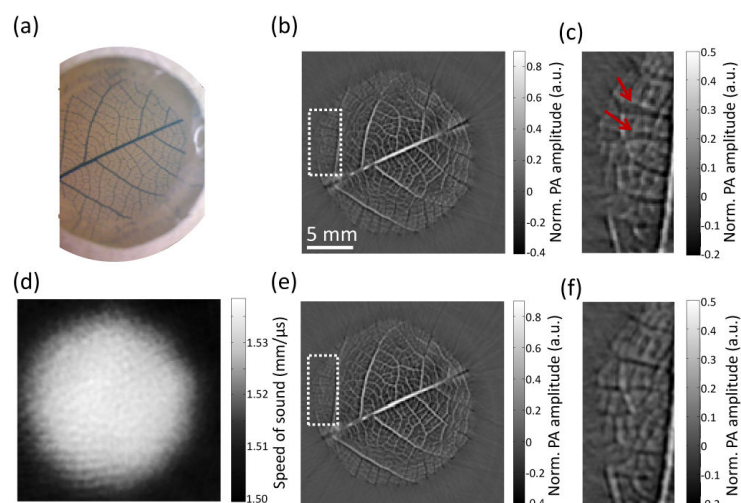 (a)
(b)
(c)
0.8
0.6
0.4
0.2
0
-0.2
-0.4
Norm. PA amplitude (a.u.)
5 mm
0.5
0.4
0.3
0.2
0.1
0
-0.1
-0.2
Norm. PA amplitude (a.u.)
(d)
(e)
(f)
1.53
1.52
1.51
1.50
Speed of sound (mm/µs)
0.8
0.6
0.4
0.2
0
-0.2
Norm. PA amplitude (a.u.)
0.5
0.4
0.3
0.2
0.1
0
-0.1
Norm. PA amplitude (a.u.)